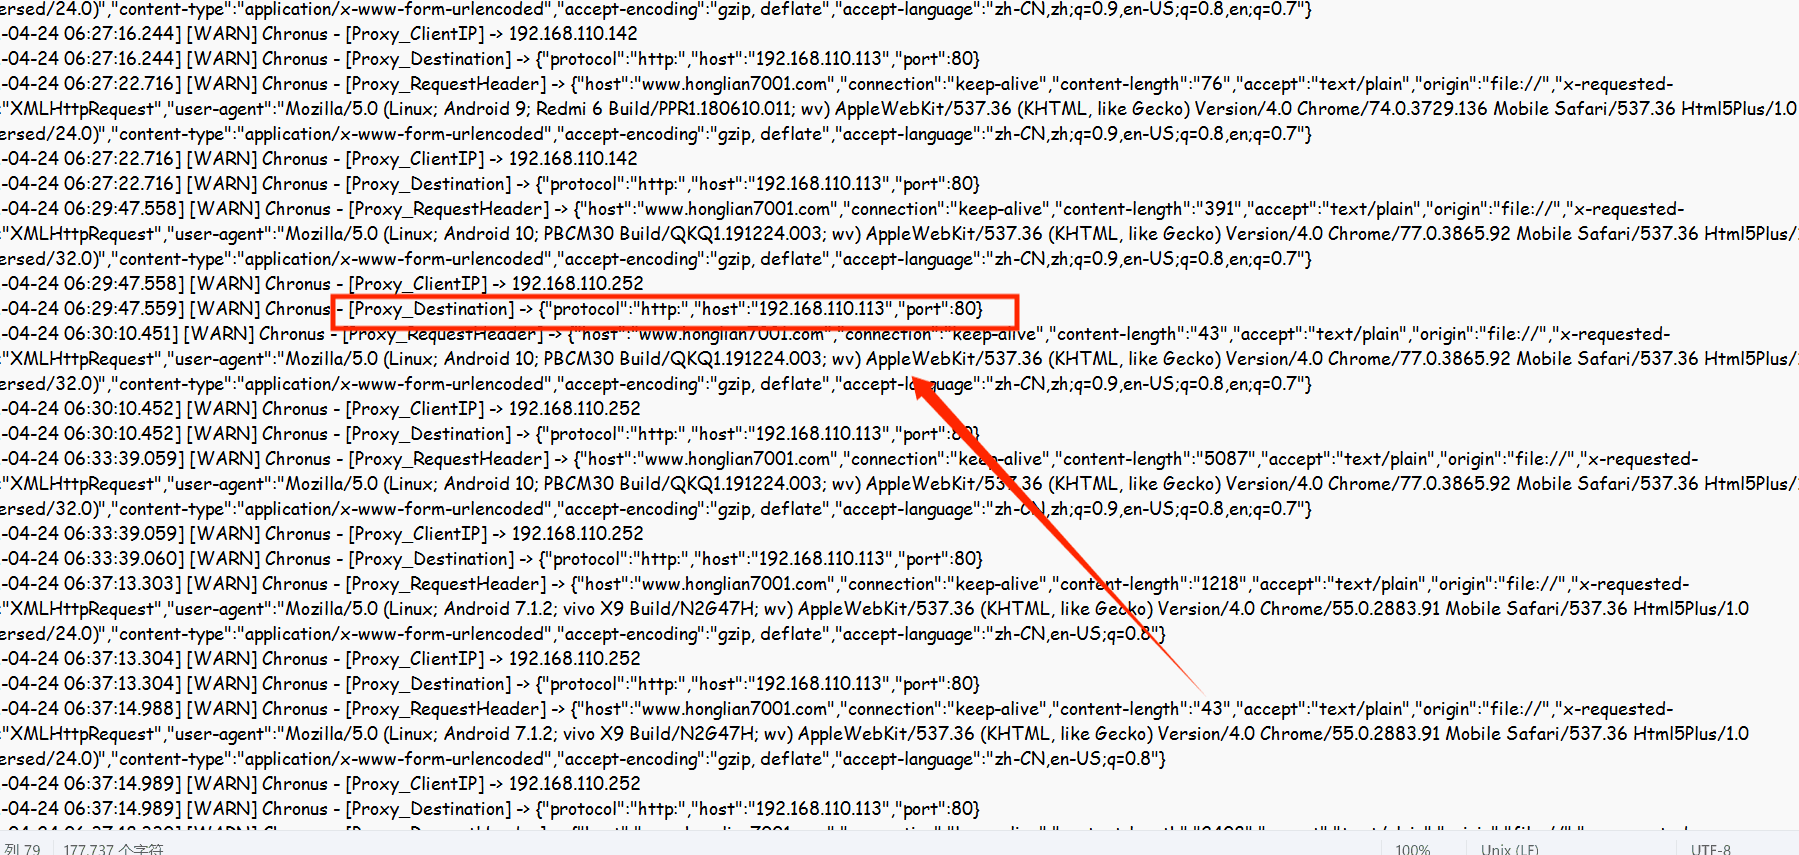 ersed/24.0)","content-type":"application/x-www-form-urlencoded","accept-encoding":"gzip, deflate","accept-language":"zh-CN,zh;q=0.9,en-US;q=0.8,en;q=0.7"}
-04-24 06:27:16.244] [WARN] Chronus - [Proxy_ClientIP] -> 192.168.110.142
-04-24 06:27:16.244] [WARN] Chronus - [Proxy_Destination] -> {"protocol":"http:","host":"192.168.110.113","port":80}
-04-24 06:27:22.716] [WARN] Chronus - [Proxy_RequestHeader] -> {"host":"www.honglian7001.com","connection":"keep-alive","content-length":"76","accept":"text/plain","origin":"file://","x-requested-
"XMLHttpRequest","user-agent":"Mozilla/5.0 (Linux; Android 9; Redmi 6 Build/PPR1.180610.011; wv) AppleWebKit/537.36 (KHTML, like Gecko) Version/4.0 Chrome/74.0.3729.136 Mobile Safari/537.36 Html5Plus/1.0
ersed/24.0)","content-type":"application/x-www-form-urlencoded","accept-encoding":"gzip, deflate","accept-language":"zh-CN,zh;q=0.9,en-US;q=0.8,en;q=0.7"}
-04-24 06:27:22.716] [WARN] Chronus - [Proxy_ClientIP] -> 192.168.110.142
-04-24 06:27:22.716] [WARN] Chronus - [Proxy_Destination] -> {"protocol":"http:","host":"192.168.110.113","port":80}
-04-24 06:29:47.558] [WARN] Chronus - [Proxy_RequestHeader] -> {"host":"www.honglian7001.com","connection":"keep-alive","content-length":"391","accept":"text/plain","origin":"file://","x-requested-
"XMLHttpRequest","user-agent":"Mozilla/5.0 (Linux; Android 10; PBCM30 Build/QKQ1.191224.003; wv) AppleWebKit/537.36 (KHTML, like Gecko) Version/4.0 Chrome/77.0.3865.92 Mobile Safari/537.36 Html5Plus/
ersed/32.0)","content-type":"application/x-www-form-urlencoded","accept-encoding":"gzip, deflate","accept-language":"zh-CN,zh;q=0.9,en-US;q=0.8,en;q=0.7"}
-04-24 06:29:47.558] [WARN] Chronus - [Proxy_ClientIP] -> 192.168.110.252
-04-24 06:29:47.559] [WARN] Chronus - [Proxy_Destination] -> {"protocol":"http:","host":"192.168.110.113","port":80}
-04-24 06:30:10.451] [WARN] Chronus - [Proxy_RequestHeader] -> {"host":"www.honglian7001.com","connection":"keep-alive","content-length":"43","accept":"text/plain","origin":"file://","x-requested-
"XMLHttpRequest","user-agent":"Mozilla/5.0 (Linux; Android 10; PBCM30 Build/QKQ1.191224.003; wv) AppleWebKit/537.36 (KHTML, like Gecko) Version/4.0 Chrome/77.0.3865.92 Mobile Safari/537.36 Html5Plus/
ersed/32.0)","content-type":"application/x-www-form-urlencoded","accept-encoding":"gzip, deflate","accept-language":"zh-CN,zh;q=0.9,en-US;q=0.8,en;q=0.7"}
-04-24 06:30:10.452] [WARN] Chronus - [Proxy_ClientIP] -> 192.168.110.252
-04-24 06:30:10.452] [WARN] Chronus - [Proxy_Destination] -> {"protocol":"http:","host":"192.168.110.113","port":80}
-04-24 06:33:39.059] [WARN] Chronus - [Proxy_RequestHeader] -> {"host":"www.honglian7001.com","connection":"keep-alive","content-length":"5087","accept":"text/plain","origin":"file://","x-requested-
"XMLHttpRequest","user-agent":"Mozilla/5.0 (Linux; Android 10; PBCM30 Build/QKQ1.191224.003; wv) AppleWebKit/537.36 (KHTML, like Gecko) Version/4.0 Chrome/77.0.3865.92 Mobile Safari/537.36 Html5Plus/
ersed/32.0)","content-type":"application/x-www-form-urlencoded","accept-encoding":"gzip, deflate","accept-language":"zh-CN,zh;q=0.9,en-US;q=0.8,en;q=0.7"}
-04-24 06:33:39.059] [WARN] Chronus - [Proxy_ClientIP] -> 192.168.110.252
-04-24 06:33:39.060] [WARN] Chronus - [Proxy_Destination] -> {"protocol":"http:","host":"192.168.110.113","port":80}
-04-24 06:37:13.303] [WARN] Chronus - [Proxy_RequestHeader] -> {"host":"www.honglian7001.com","connection":"keep-alive","content-length":"1218","accept":"text/plain","origin":"file://","x-requested-
"XMLHttpRequest","user-agent":"Mozilla/5.0 (Linux; Android 7.1.2; vivo X9 Build/N2G47H; wv) AppleWebKit/537.36 (KHTML, like Gecko) Version/4.0 Chrome/55.0.2883.91 Mobile Safari/537.36 Html5Plus/1.0
ersed/24.0)","content-type":"application/x-www-form-urlencoded","accept-encoding":"gzip, deflate","accept-language":"zh-CN,en-US;q=0.8"}
-04-24 06:37:13.304] [WARN] Chronus - [Proxy_ClientIP] -> 192.168.110.252
-04-24 06:37:13.304] [WARN] Chronus - [Proxy_Destination] -> {"protocol":"http:","host":"192.168.110.113","port":80}
-04-24 06:37:14.988] [WARN] Chronus - [Proxy_RequestHeader] -> {"host":"www.honglian7001.com","connection":"keep-alive","content-length":"43","accept":"text/plain","origin":"file://","x-requested-
"XMLHttpRequest","user-agent":"Mozilla/5.0 (Linux; Android 7.1.2; vivo X9 Build/N2G47H; wv) AppleWebKit/537.36 (KHTML, like Gecko) Version/4.0 Chrome/55.0.2883.91 Mobile Safari/537.36 Html5Plus/1.0
ersed/24.0)","content-type":"application/x-www-form-urlencoded","accept-encoding":"gzip, deflate","accept-language":"zh-CN,en-US;q=0.8"}
-04-24 06:37:14.989] [WARN] Chronus - [Proxy_ClientIP] -> 192.168.110.252
-04-24 06:37:14.989] [WARN] Chronus - [Proxy_Destination] -> {"protocol":"http:","host":"192.168.110.113","port":80}
列 79 177,737 个字符 100% Unix (LF) UTF-8